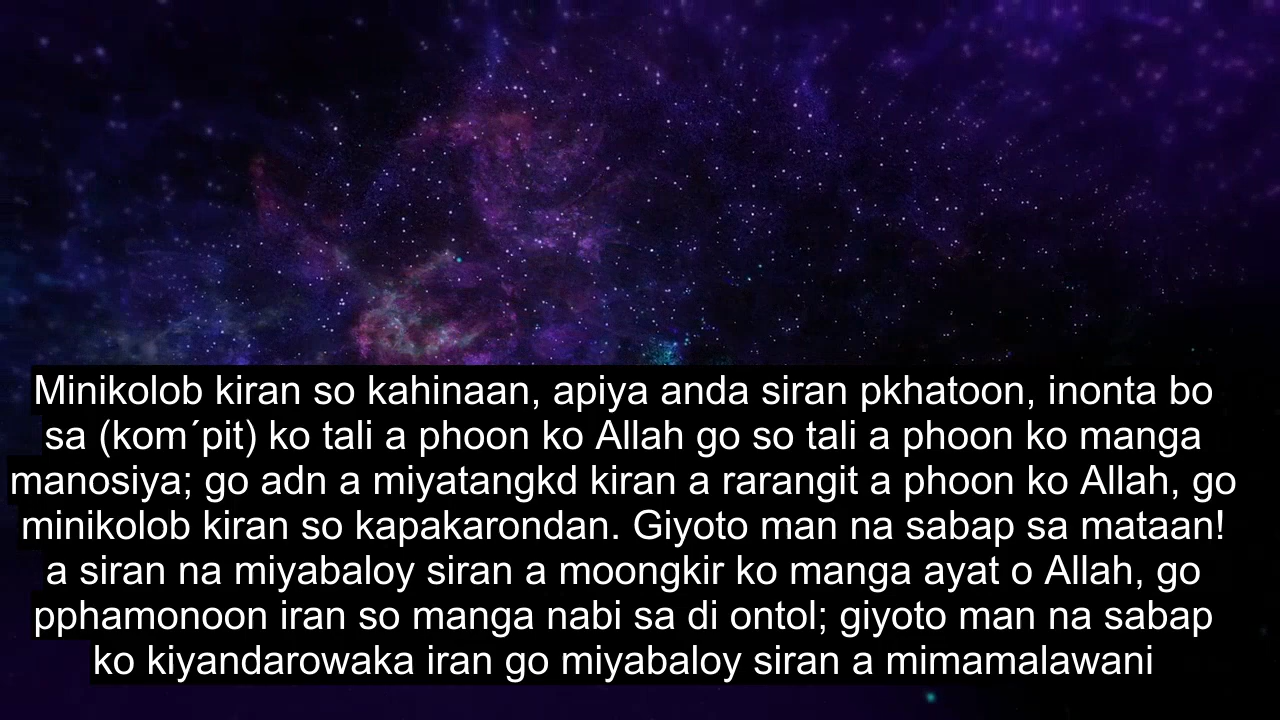 Minikolob kiran so kahinaan, apiya anda siran pkhatoon, inonta bo
sa (kom´pit) ko tali a phoon ko Allah go so tali a phoon ko manga
manosiya; go adn a miyatangkd kiran a rarangit a phoon ko Allah, go
minikolob kiran so kapakarondan. Giyoto man na sabap sa mataan!
a siran na miyabaloy siran a moongkir ko manga ayat o Allah, go
pphamonoon iran so manga nabi sa di ontol; giyoto man na sabap
ko kiyandarowaka iran go miyabaloy siran a mimamalawani